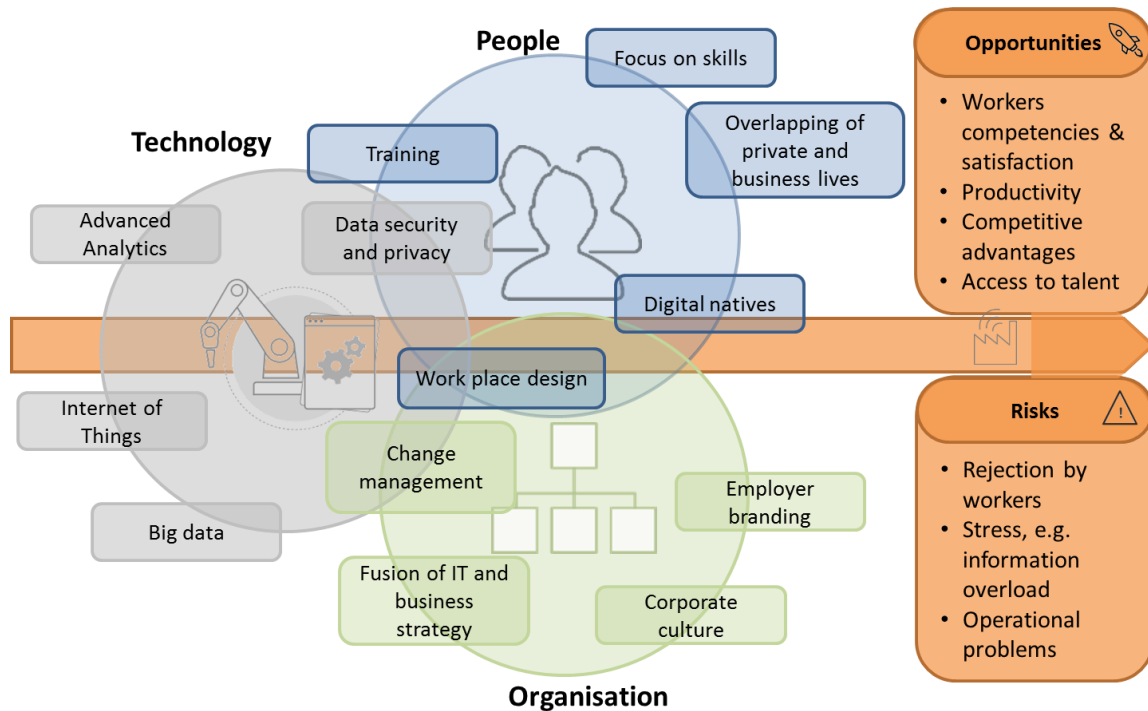 People
Focus on skills
Technology
Training
Overlapping of
private and
business lives
Advanced
Analytics
Data security
and privacy
Digital natives
Work place design
Internet of
Things
Change
management
Big data
Employer
branding
Fusion of IT and
business
strategy
Corporate
culture
Organisation
Opportunities
• Workers
competencies &
satisfaction
• Productivity
• Competitive
advantages
• Access to talent
Risks
!
• Rejection by
workers
• Stress, e.g.
information
overload
• Operational
problems